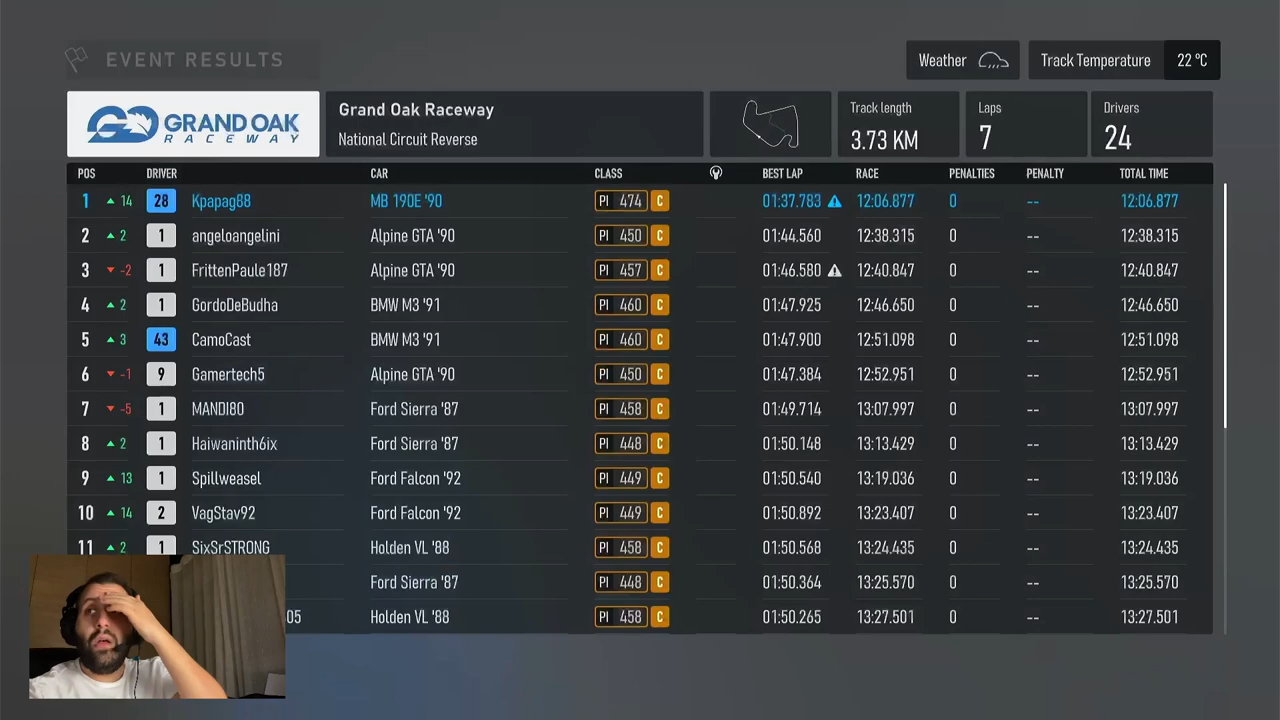 EVENT RESULTS
Weather
Track Temperature 22 °C
GRAND OAK
RACEWAY
Grand Oak Raceway
National Circuit Reverse
Track length
3.73 KM
Laps
7
Drivers
24
POS DRIVER CAR CLASS BEST LAP RACE PENALTIES PENALTY TOTAL TIME
1 14 28 Kpapag88 MB 190E '90 PI 474 C 01:37.783 12:06.877 0 -- 12:06.877
2 2 1 angeloangelini Alpine GTA '90 PI 450 C 01:44.560 12:38.315 0 -- 12:38.315
3 -2 1 FrittenPaule187 Alpine GTA '90 PI 457 C 01:46.580 12:40.847 0 -- 12:40.847
4 2 1 GordoDeBudha BMW M3 '91 PI 460 C 01:47.925 12:46.650 0 -- 12:46.650
5 3 43 CamoCast BMW M3 '91 PI 460 C 01:47.900 12:51.098 0 -- 12:51.098
6 -1 9 Gamertech5 Alpine GTA '90 PI 450 C 01:47.384 12:52.951 0 -- 12:52.951
7 -5 1 MANDI80 Ford Sierra '87 PI 458 C 01:49.714 13:07.997 0 -- 13:07.997
8 2 1 Haiwaninth6ix Ford Sierra '87 PI 448 C 01:50.148 13:13.429 0 -- 13:13.429
9 13 1 Spillweasel Ford Falcon '92 PI 449 C 01:50.540 13:19.036 0 -- 13:19.036
10 14 2 VagStav92 Ford Falcon '92 PI 449 C 01:50.892 13:23.407 0 -- 13:23.407
11 2 1 SixSrSTRONG Holden VL '88 PI 458 C 01:50.568 13:24.435 0 -- 13:24.435
Ford Sierra '87 PI 448 C 01:50.364 13:25.570 0 -- 13:25.570
05 Holden VL '88 PI 458 C 01:50.265 13:27.501 0 -- 13:27.501